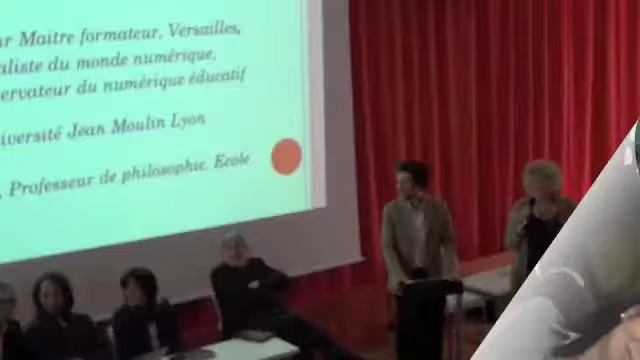 Maitre formateur, Versailles,
du monde numérique,
du numérique éducatif
Jean Moulin Lyon
Professeur de philosophie, Ecole